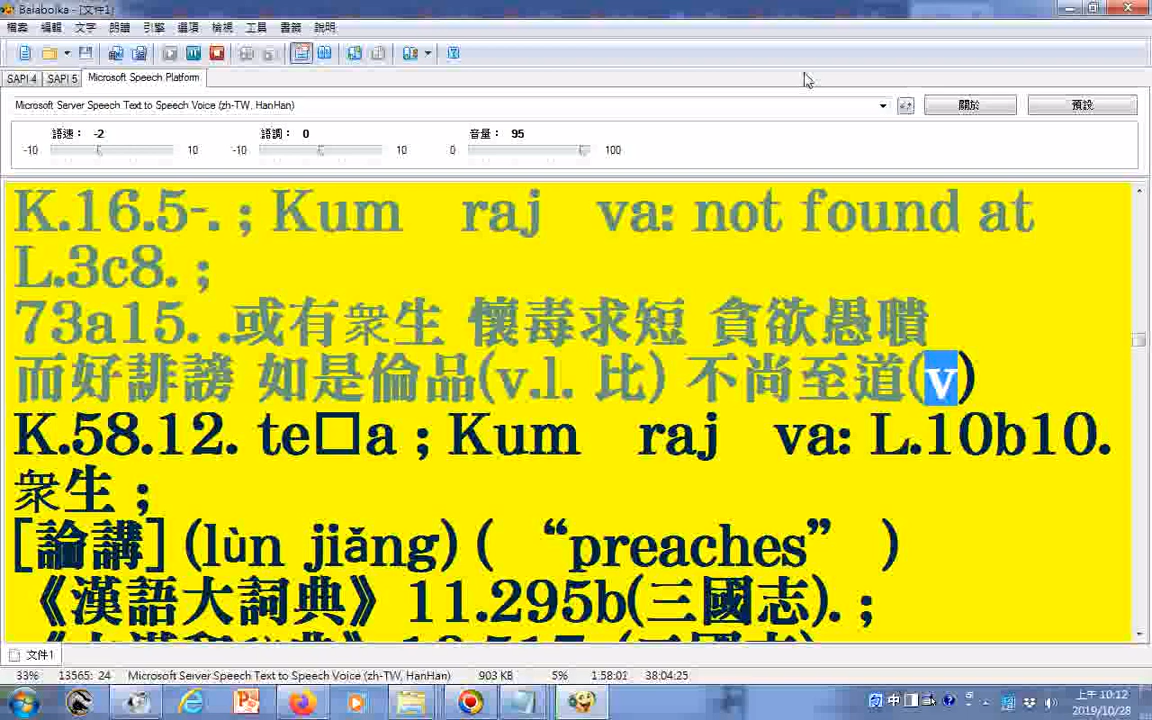 Balabolka - [文件1]
檔案 編輯 文字 朗讀 引擎 選項 檢視 工具 書籤 說明
SAPI 4 SAPI 5 Microsoft Speech Platform
Microsoft Server Speech Text to Speech Voice (zh-TW, HanHan) 關於 預設
語速： -2 語調： 0 音量： 95
-10 10 -10 10 0 100
K.16.5-. ; Kum raj va: not found at
L.3c8. ;
73a15. .或有衆生 懷毒求短 貪欲愚聵
而好誹謗 如是倫品(v.l. 比) 不尚至道(v)
K.58.12. te□a ; Kum raj va: L.10b10.
衆生 ;
[論講] (lùn jiǎng) ( “preaches” )
《漢語大詞典》 11.295b(三國志). ;
文件1
33% 13565: 24 Microsoft Server Speech Text to Speech Voice (zh-TW, HanHan) 903 KB 5% 1:58:02 38:04:25
中
上午 10:12
2019/10/28